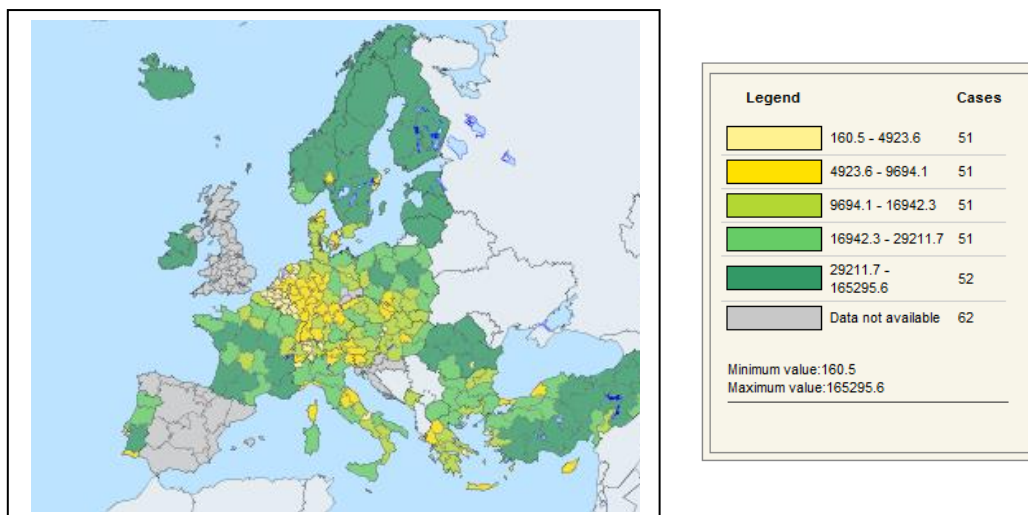 Legend Cases
160.5 - 4923.6 51
4923.6 - 9694.1 51
9694.1 - 16942.3 51
16942.3 - 29211.7 51
29211.7 -
165295.6 52
Data not available 62
Minimum value:160.5
Maximum value:165295.6